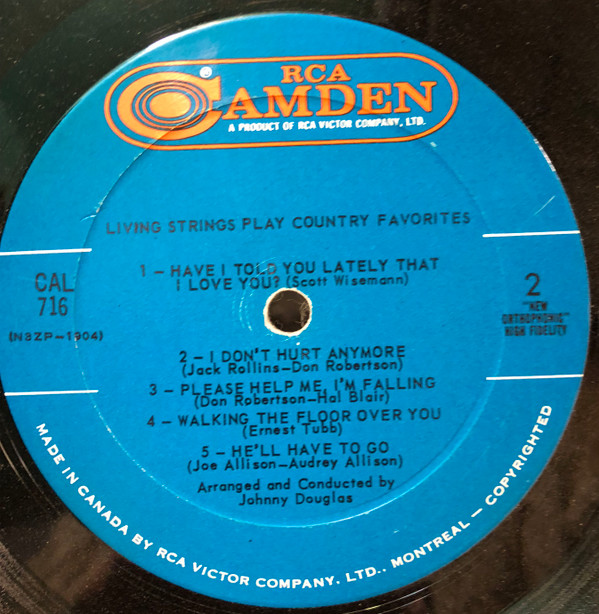 ®
RCA
CAMDEN
A PRODUCT OF RCA VICTOR COMPANY, LTD.
LIVING STRINGS PLAY COUNTRY FAVORITES
CAL
716
(N3ZP-1904)
2
"NEW
ORTHOPHONIC"
HIGH FIDELITY
1 - HAVE I TOLD YOU LATELY THAT
I LOVE YOU? (Scott Wisemann)
2 - I DON'T HURT ANYMORE
(Jack Rollins-Don Robertson)
3 - PLEASE HELP ME, I'M FALLING
(Don Robertson-Hal Blair)
4 - WALKING THE FLOOR OVER YOU
(Ernest Tubb)
5 - HE'LL HAVE TO GO
(Joe Allison-Audrey Allison)
Arranged and Conducted by
Johnny Douglas
MADE IN CANADA BY RCA VICTOR COMPANY, LTD., MONTREAL - COPYRIGHTED